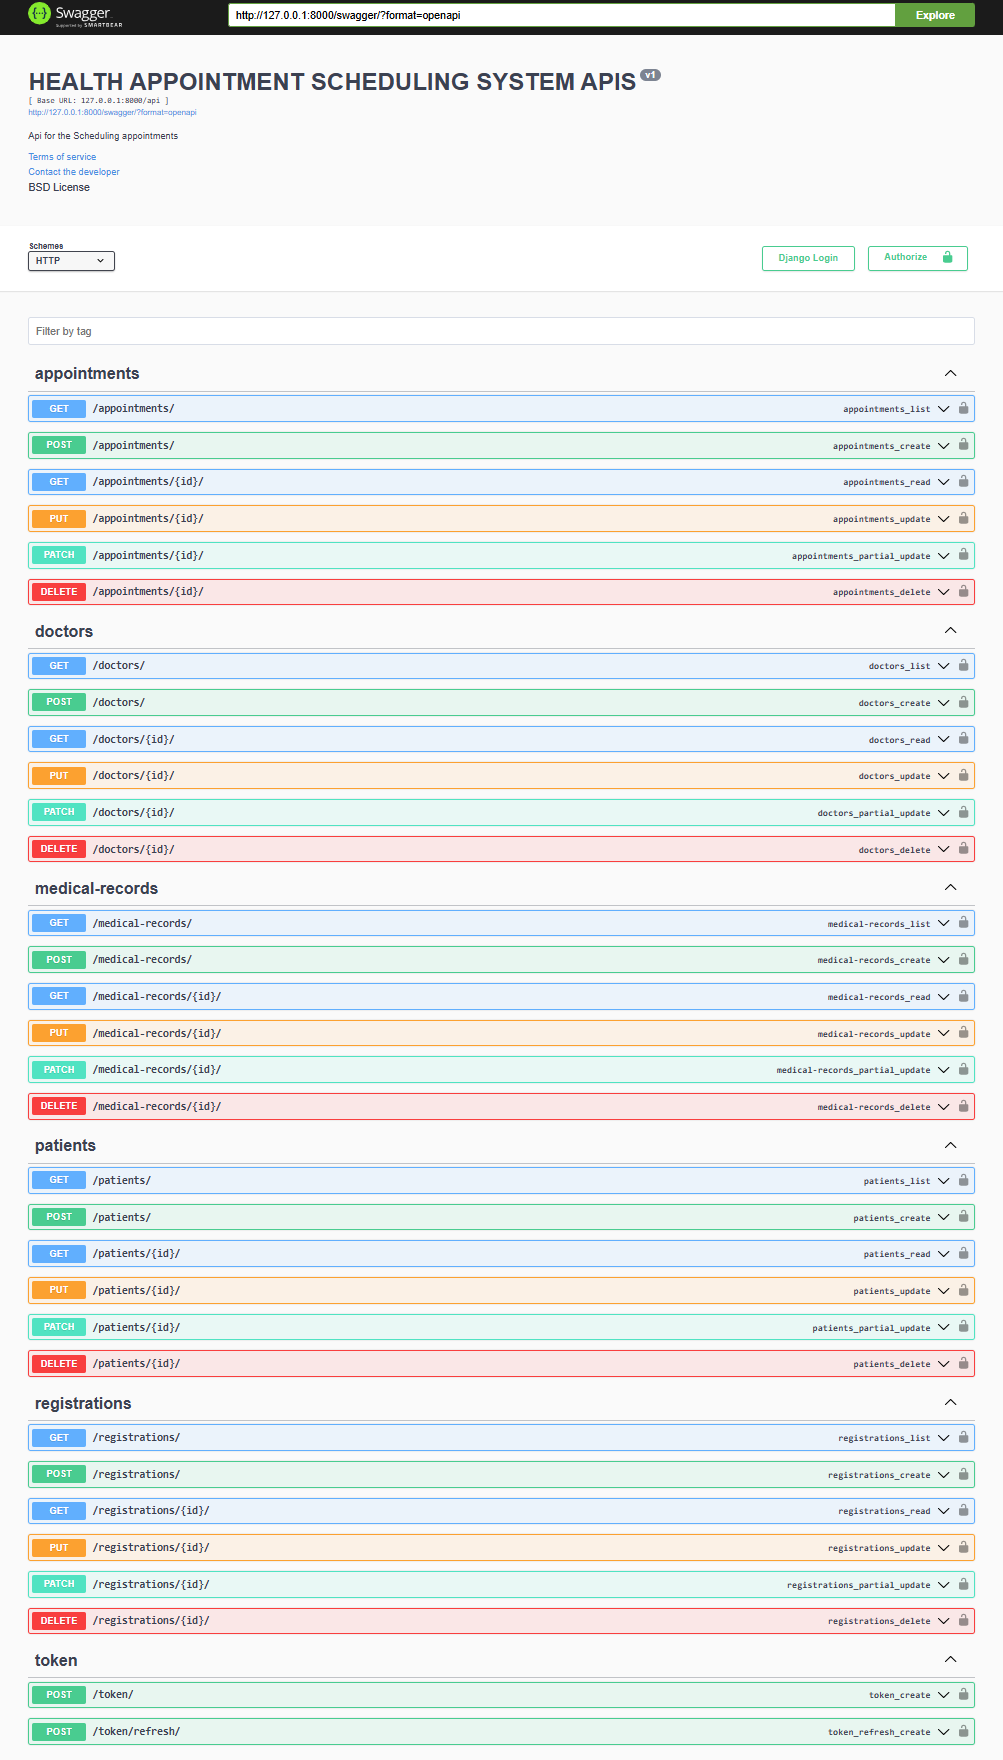 Swagger
Supported by SMARTBEAR
http://127.0.0.1:8000/swagger/?format=openapi
Explore
HEALTH APPOINTMENT SCHEDULING SYSTEM APIS v1
[ Base URL: 127.0.0.1:8000/api ]
http://127.0.0.1:8000/swagger/?format=openapi
Api for the Scheduling appointments
Terms of service
Contact the developer
BSD License
Schemes
HTTP
Django Login
Authorize
Filter by tag
appointments
GET /appointments/ appointments_list
POST /appointments/ appointments_create
GET /appointments/{id}/ appointments_read
PUT /appointments/{id}/ appointments_update
PATCH /appointments/{id}/ appointments_partial_update
DELETE /appointments/{id}/ appointments_delete
doctors
GET /doctors/ doctors_list
POST /doctors/ doctors_create
GET /doctors/{id}/ doctors_read
PUT /doctors/{id}/ doctors_update
PATCH /doctors/{id}/ doctors_partial_update
DELETE /doctors/{id}/ doctors_delete
medical-records
GET /medical-records/ medical-records_list
POST /medical-records/ medical-records_create
GET /medical-records/{id}/ medical-records_read
PUT /medical-records/{id}/ medical-records_update
PATCH /medical-records/{id}/ medical-records_partial_update
DELETE /medical-records/{id}/ medical-records_delete
patients
GET /patients/ patients_list
POST /patients/ patients_create
GET /patients/{id}/ patients_read
PUT /patients/{id}/ patients_update
PATCH /patients/{id}/ patients_partial_update
DELETE /patients/{id}/ patients_delete
registrations
GET /registrations/ registrations_list
POST /registrations/ registrations_create
GET /registrations/{id}/ registrations_read
PUT /registrations/{id}/ registrations_update
PATCH /registrations/{id}/ registrations_partial_update
DELETE /registrations/{id}/ registrations_delete
token
POST /token/ token_create
POST /token/refresh/ token_refresh_create